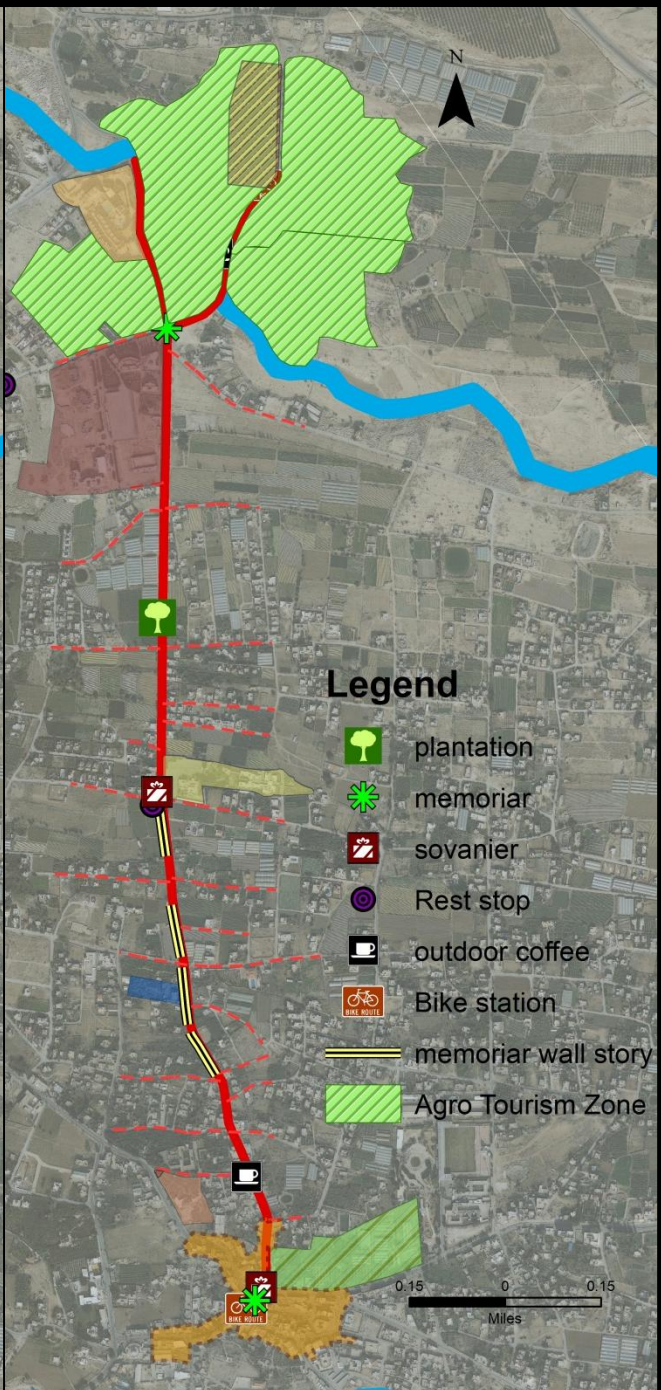 N
Legend
plantation
memoriar
sovanier
Rest stop
outdoor coffee
BIKE ROUTE
Bike station
memoriar wall story
Agro Tourism Zone
0.15 0 0.15
Miles
BIKE ROUTE